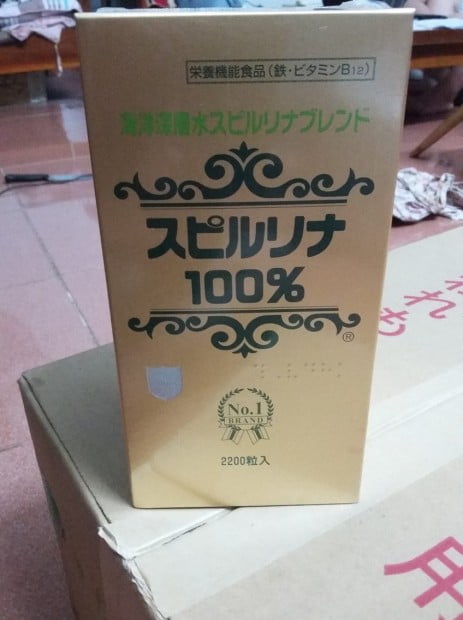 栄養機能食品(鉄・ビタミンB12)
海洋深層水スピルリナブレンド
スピルリナ
100%
®
No.1
BRAND
2200粒入
れも